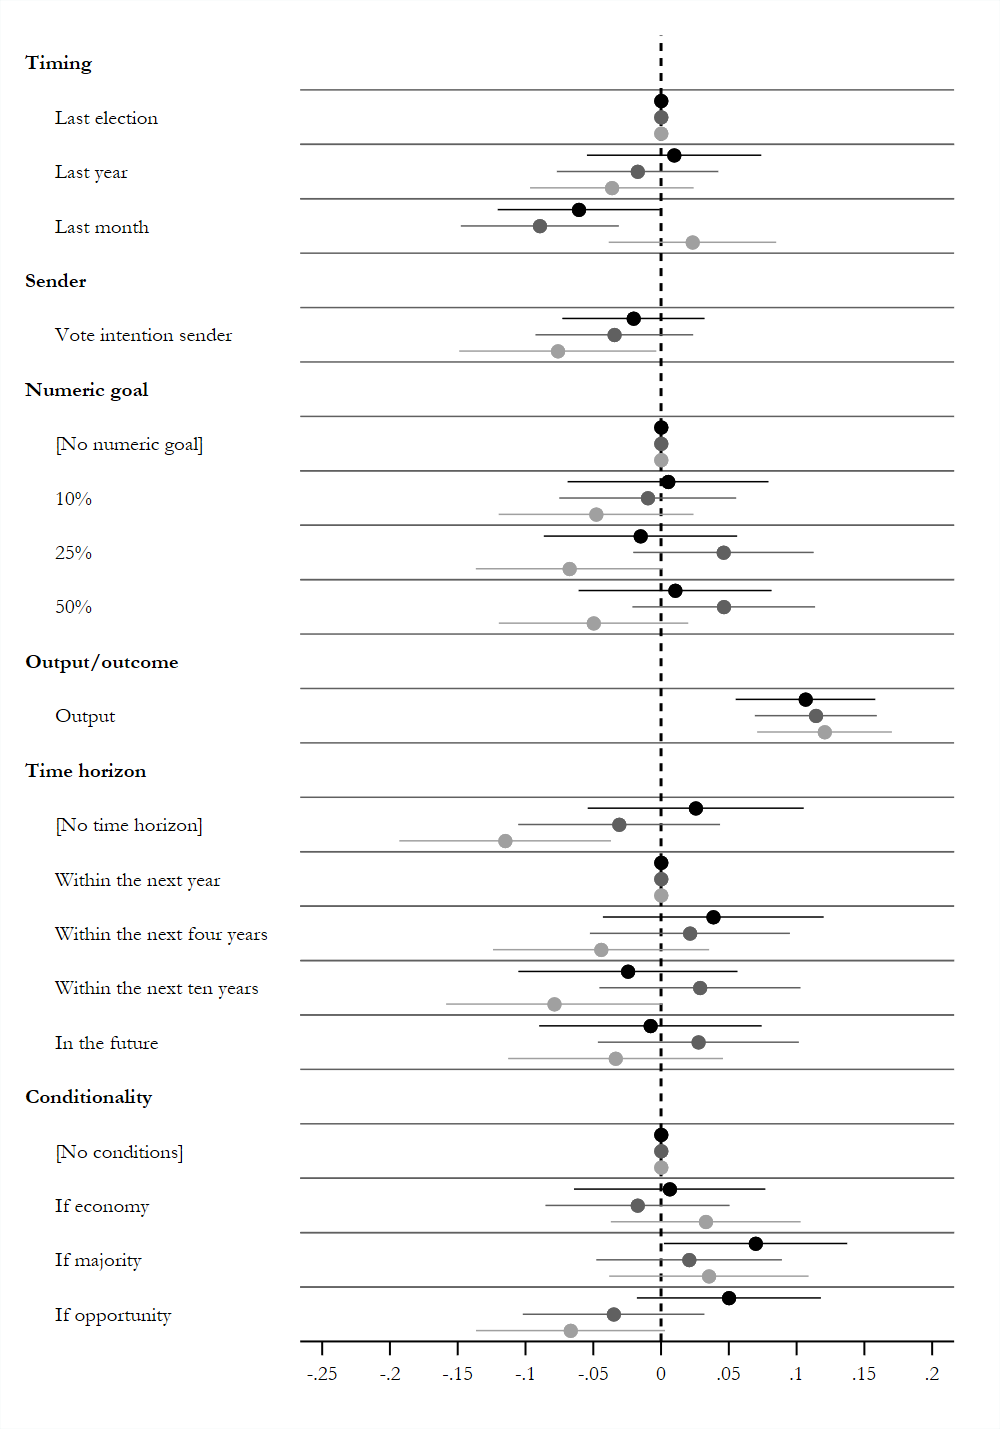 Timing
Last election
Last year
Last month
Sender
Vote intention sender
Numeric goal
[No numeric goal]
10%
25%
50%
Output/outcome
Output
Time horizon
[No time horizon]
Within the next year
Within the next four years
Within the next ten years
In the future
Conditionality
[No conditions]
If economy
If majority
If opportunity
-.25 -.2 -.15 -.1 -.05 0 .05 .1 .15 .2